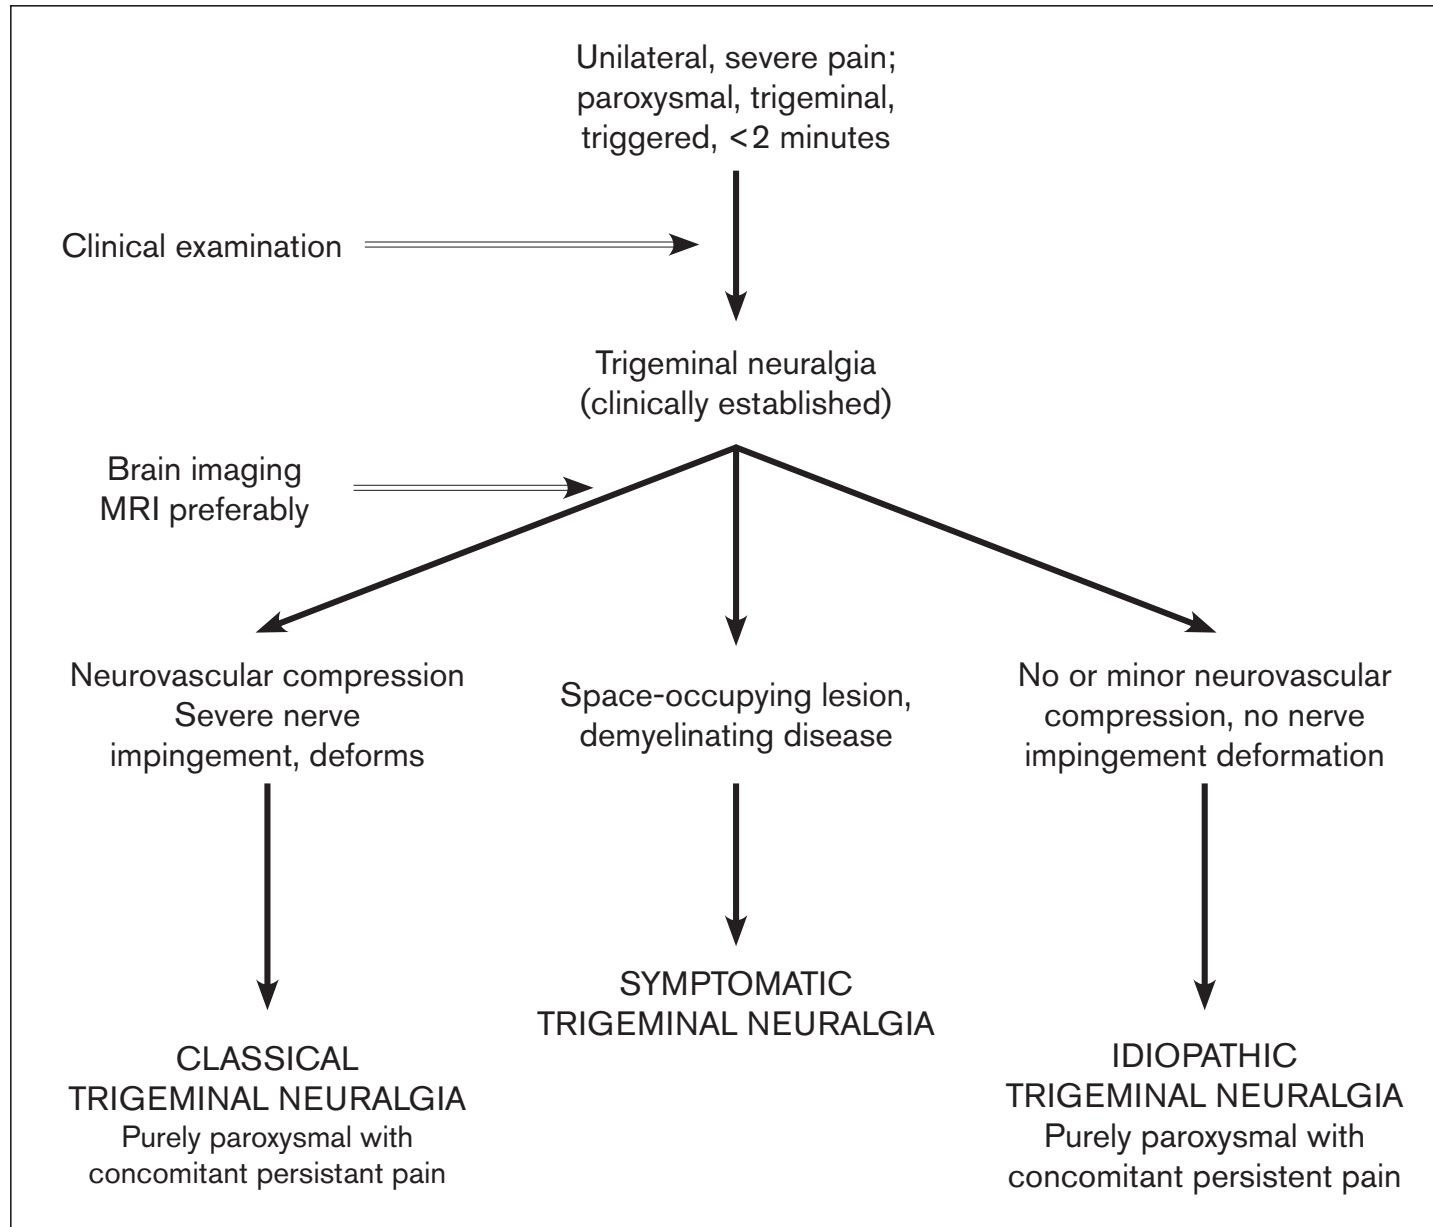 Unilateral, severe pain;
paroxysmal, trigeminal,
triggered, <2 minutes
Clinical examination
Trigeminal neuralgia
(clinically established)
Brain imaging
MRI preferably
Neurovascular compression
Severe nerve
impingement, deforms
Space-occupying lesion,
demyelinating disease
No or minor neurovascular
compression, no nerve
impingement deformation
CLASSICAL
TRIGEMINAL NEURALGIA
Purely paroxysmal with
concomitant persistant pain
SYMPTOMATIC
TRIGEMINAL NEURALGIA
IDIOPATHIC
TRIGEMINAL NEURALGIA
Purely paroxysmal with
concomitant persistent pain